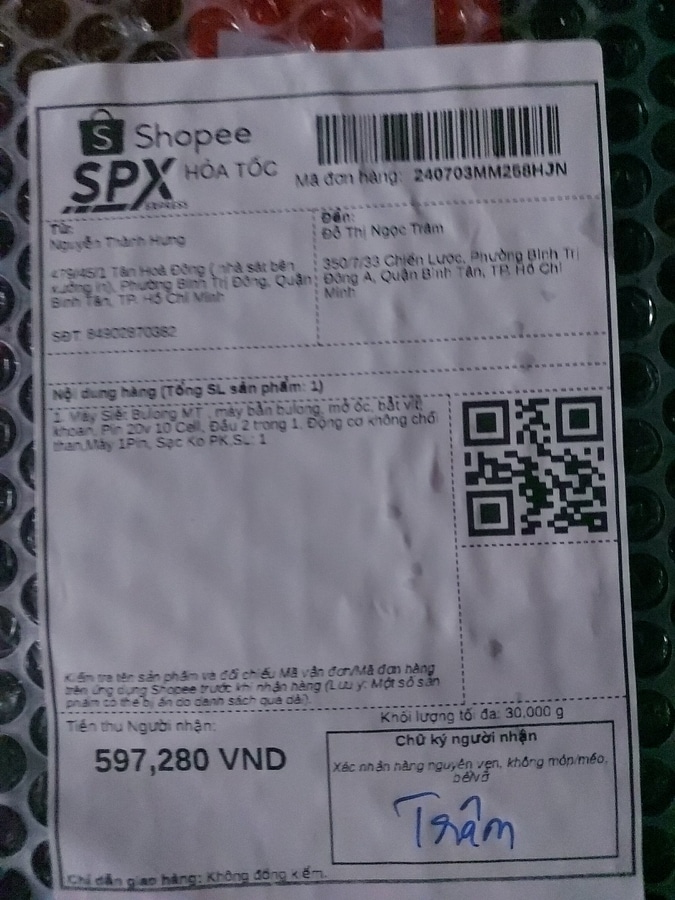 Shopee
SPX HỎA TỐC
EXPRESS
Mã đơn hàng: 240703MM258HJN
Từ:
Nguyễn Thành Hưng
479/45/1 Tân Hoà Đông ( nhà sát bên
xưởng in), Phường Bình Trị Đông, Quận
Bình Tân, TP. Hồ Chí Minh
SĐT: 84902870382
Đến:
Đỗ Thị Ngọc Trâm
350/7/33 Chiến Lược, Phường Bình Trị
Đông A, Quận Bình Tân, TP. Hồ Chí
Minh
Nội dung hàng (Tổng SL sản phẩm: 1)
1. Máy Siết Bulong MT , máy bắn bulong, mở ốc, bắt vít,
khoan, Pin 20v 10 Cell, Đầu 2 trong 1, Động cơ không chổi
than,Máy 1Pin, Sạc Ko PK,SL: 1
Kiểm tra tên sản phẩm và đối chiếu Mã vận đơn/Mã đơn hàng
trên ứng dụng Shopee trước khi nhận hàng (Lưu ý: Một số sản
phẩm có thể bị ẩn do danh sách quá dài).
Tiền thu Người nhận:
597,280 VND
Khối lượng tối đa: 30,000 g
Chữ ký người nhận
Xác nhận hàng nguyên vẹn, không móp/méo,
bể/vỡ
Trâm
Chỉ dẫn giao hàng: Không đồng kiểm.